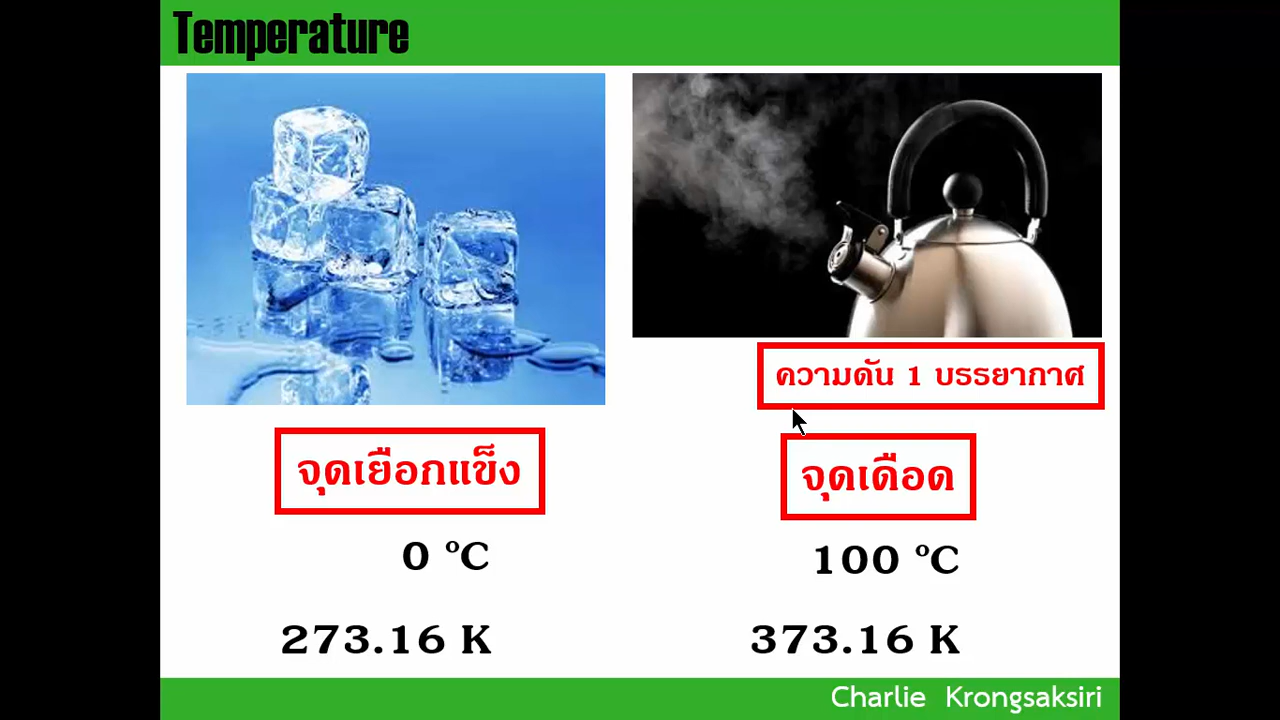 Temperature
ความดัน 1 บรรยากาศ
จุดเยือกแข็ง
จุดเดือด
0 °C
100 °C
273.16 K
373.16 K
Charlie Krongsaksiri